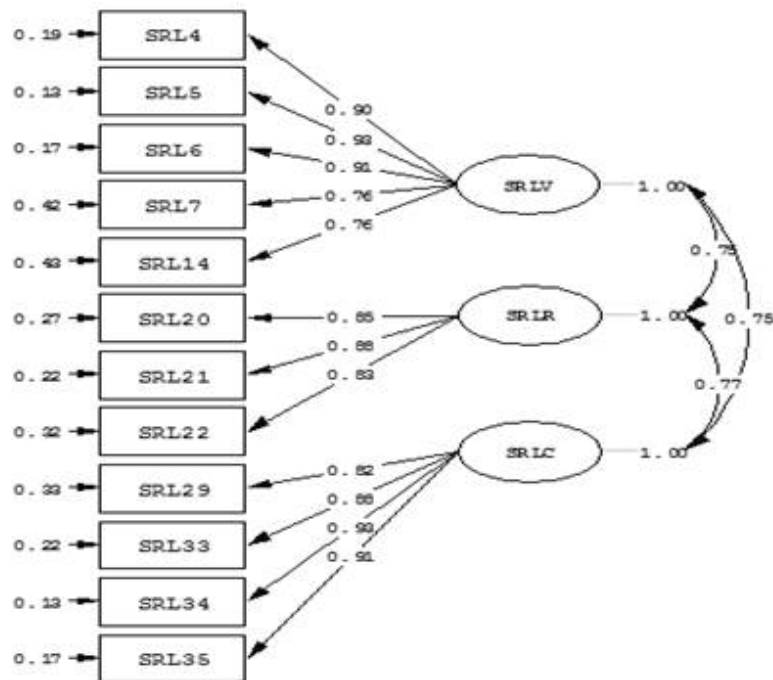 0.19 SRL4
0.13 SRL5
0.90
0.93
0.17 SRL6
0.91
SRLV 1.00
0.42 SRL7
0.76
0.76
0.75
0.43 SRL14
0.27 SRL20
0.85
SRLR 1.00
0.75
0.88
0.22 SRL21
0.83
0.77
0.32 SRL22
SRLC 1.00
0.33 SRL29
0.82
0.88
0.93
0.22 SRL33
0.91
0.13 SRL34
0.17 SRL35